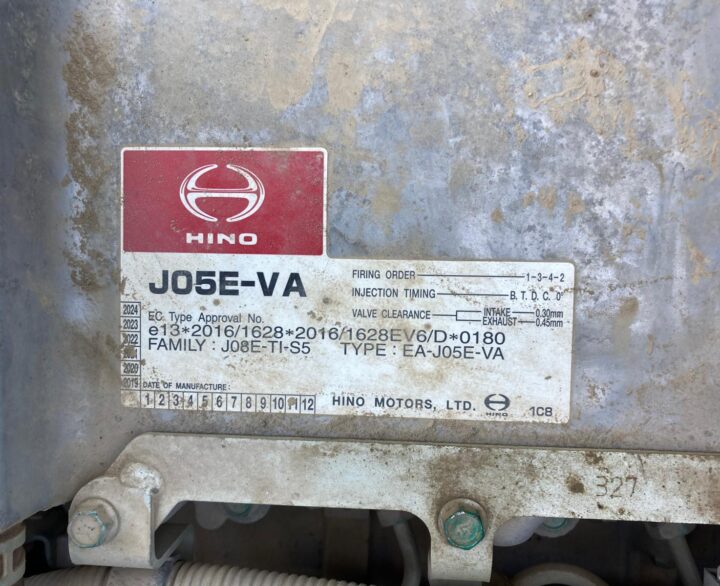 HINO
J05E-VA
FIRING ORDER 1-3-4-2
INJECTION TIMING B. T. D. C. 0°
VALVE CLEARANCE INTAKE 0.30mm
EXHAUST 0.45mm
EC Type Approval No.
e13*2016/1628*2016/1628EV6/D*0180
FAMILY : J08E-TI-S5 TYPE : EA-J05E-VA
2024
2023
2022
2021
2020
2019
DATE OF MANUFACTURE:
1 2 3 4 5 6 7 8 9 10 11 12
HINO MOTORS, LTD. HINO 1C8
327